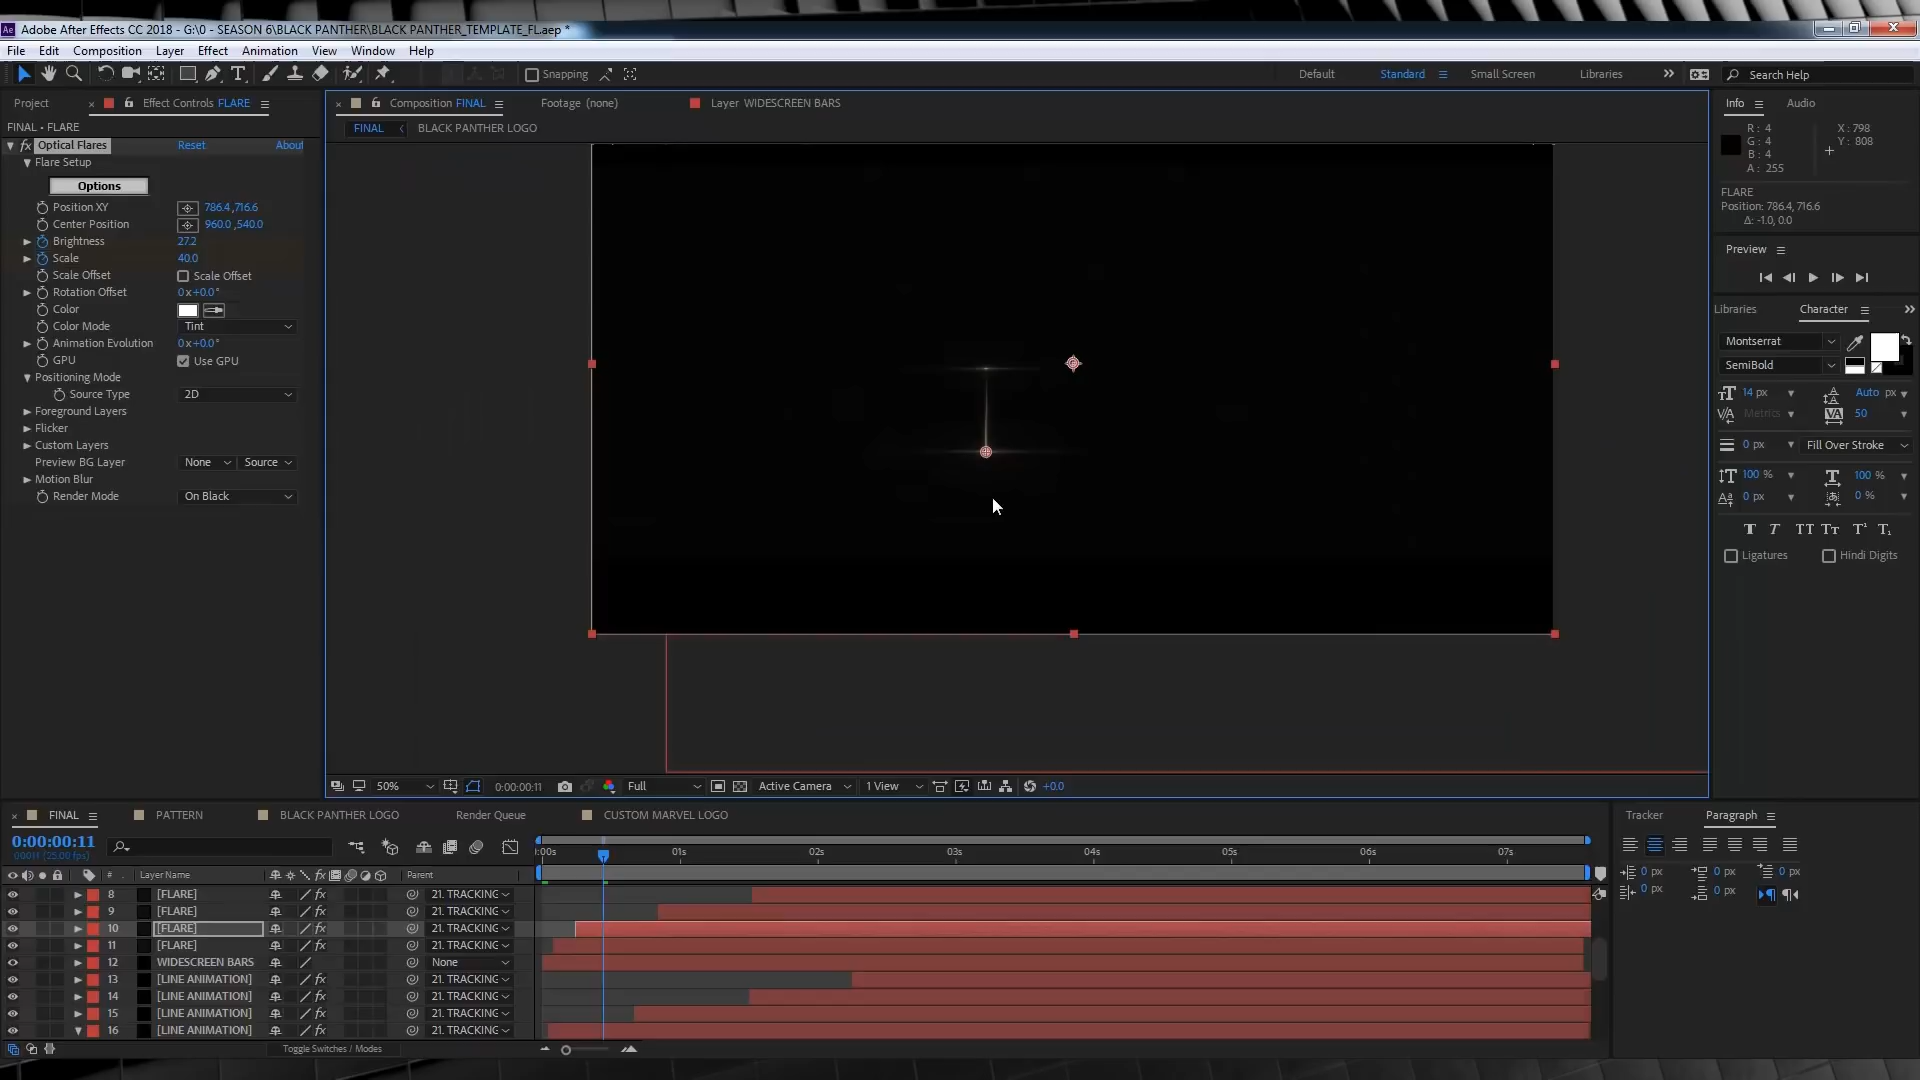 Adobe After Effects CC 2018 - G:\0 - SEASON 6\BLACK PANTHER\BLACK PANTHER_TEMPLATE_FL.aep *
File Edit Composition Layer Effect Animation View Window Help
Snapping Default Standard Small Screen Libraries Search Help
Project Effect Controls FLARE Composition FINAL Footage (none) Layer WIDESCREEN BARS Info Audio
FINAL • FLARE FINAL BLACK PANTHER LOGO
R: 4 X: 798
G: 4 Y: 808
B: 4
A: 255
fx Optical Flares Reset About
Flare Setup
Options
Position XY 786.4,716.6
Center Position 960.0,540.0
Brightness 27.2
Scale 40.0
Scale Offset Scale Offset
Rotation Offset 0x+0.0°
Color
Color Mode Tint
Animation Evolution 0x+0.0°
GPU Use GPU
Positioning Mode
Source Type 2D
Foreground Layers
Flicker
Custom Layers
Preview BG Layer None Source
Motion Blur
Render Mode On Black
FLARE
Position: 786.4, 716.6
Δ: -1.0, 0.0
Preview
Libraries Character
Montserrat
SemiBold
14 px Auto px
Metrics 50
0 px Fill Over Stroke
100 % 100 %
0 px 0 %
T T TT Tr T¹ T₁
Ligatures Hindi Digits
50% 0:00:00:11 Full Active Camera 1 View +0.0
FINAL PATTERN BLACK PANTHER LOGO Render Queue CUSTOM MARVEL LOGO
Tracker Paragraph
0:00:00:11
00011 (25.00 fps)
:00s 01s 02s 03s 04s 05s 06s 07s
# Layer Name Parent
8 [FLARE] fx 21. TRACKING
9 [FLARE] fx 21. TRACKING
10 [FLARE] fx 21. TRACKING
11 [FLARE] fx 21. TRACKING
12 WIDESCREEN BARS None
13 [LINE ANIMATION] fx 21. TRACKING
14 [LINE ANIMATION] fx 21. TRACKING
15 [LINE ANIMATION] fx 21. TRACKING
16 [LINE ANIMATION] fx 21. TRACKING
Toggle Switches / Modes
0 px 0 px 0 px
0 px 0 px